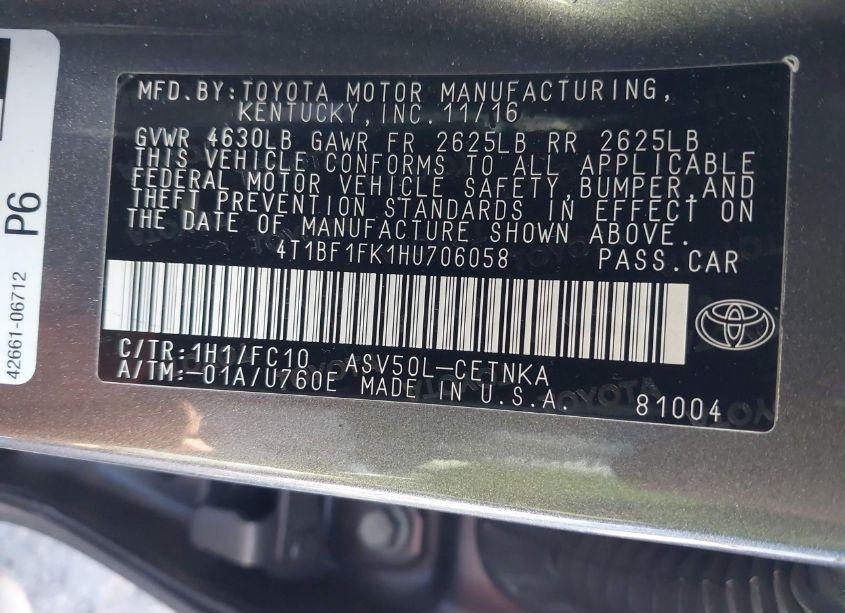 MFD.BY:TOYOTA MOTOR MANUFACTURING,
KENTUCKY,INC.11/16
GVWR 4630LB GAWR FR 2625LB RR 2625LB
THIS VEHICLE CONFORMS TO ALL APPLICABLE
FEDERAL MOTOR VEHICLE SAFETY,BUMPER,AND
THEFT PREVENTION STANDARDS IN EFFECT ON
THE DATE OF MANUFACTURE SHOWN ABOVE.
4T1BF1FK1HU706058 PASS.CAR
C/TR:1H1/FC10 ASV50L-CETNKA
A/TM:-01A/U760E MADE IN U.S.A. 81004
TOYOTA
P6
42661-06712